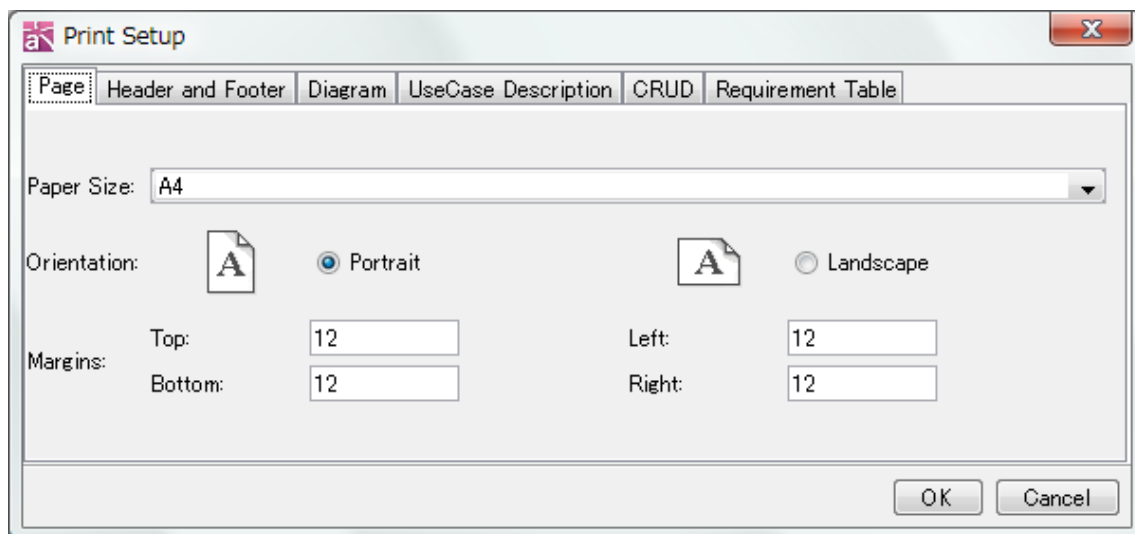 Print Setup
Page Header and Footer Diagram UseCase Description CRUD Requirement Table
Paper Size: A4
Orientation: A Portrait A Landscape
Margins:
Top: 12 Left: 12
Bottom: 12 Right: 12
OK Cancel